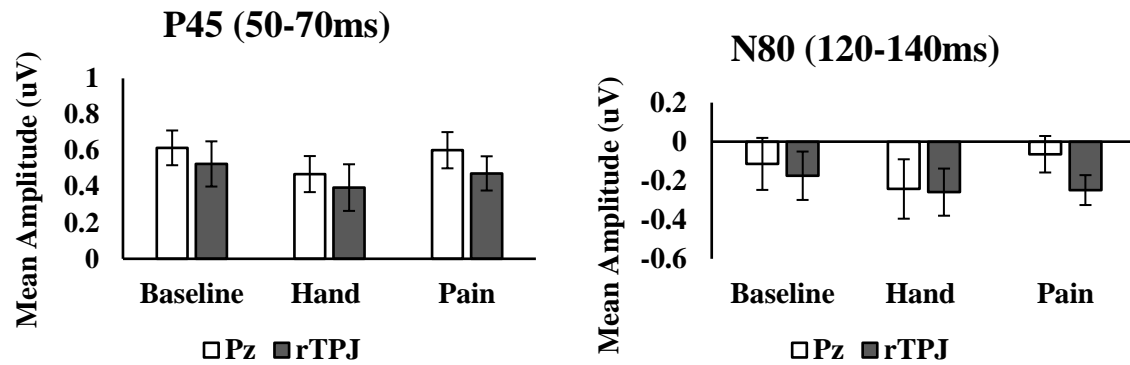 P45 (50-70ms)
Mean Amplitude (uV)
1
0.8
0.6
0.4
0.2
0
Baseline Hand Pain
Pz rTPJ
N80 (120-140ms)
Mean Amplitude (uV)
0.2
0
-0.2
-0.4
-0.6
Baseline Hand Pain
Pz rTPJ